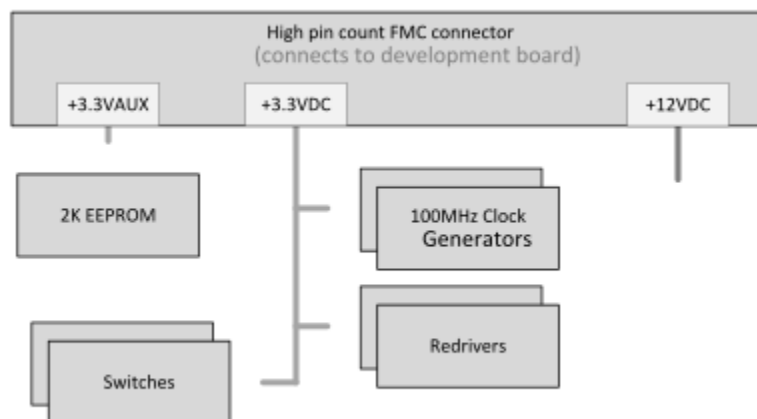 High pin count FMC connector
(connects to development board)
+3.3VAUX
+3.3VDC
+12VDC
2K EEPROM
100MHz Clock
Generators
Redrivers
Switches